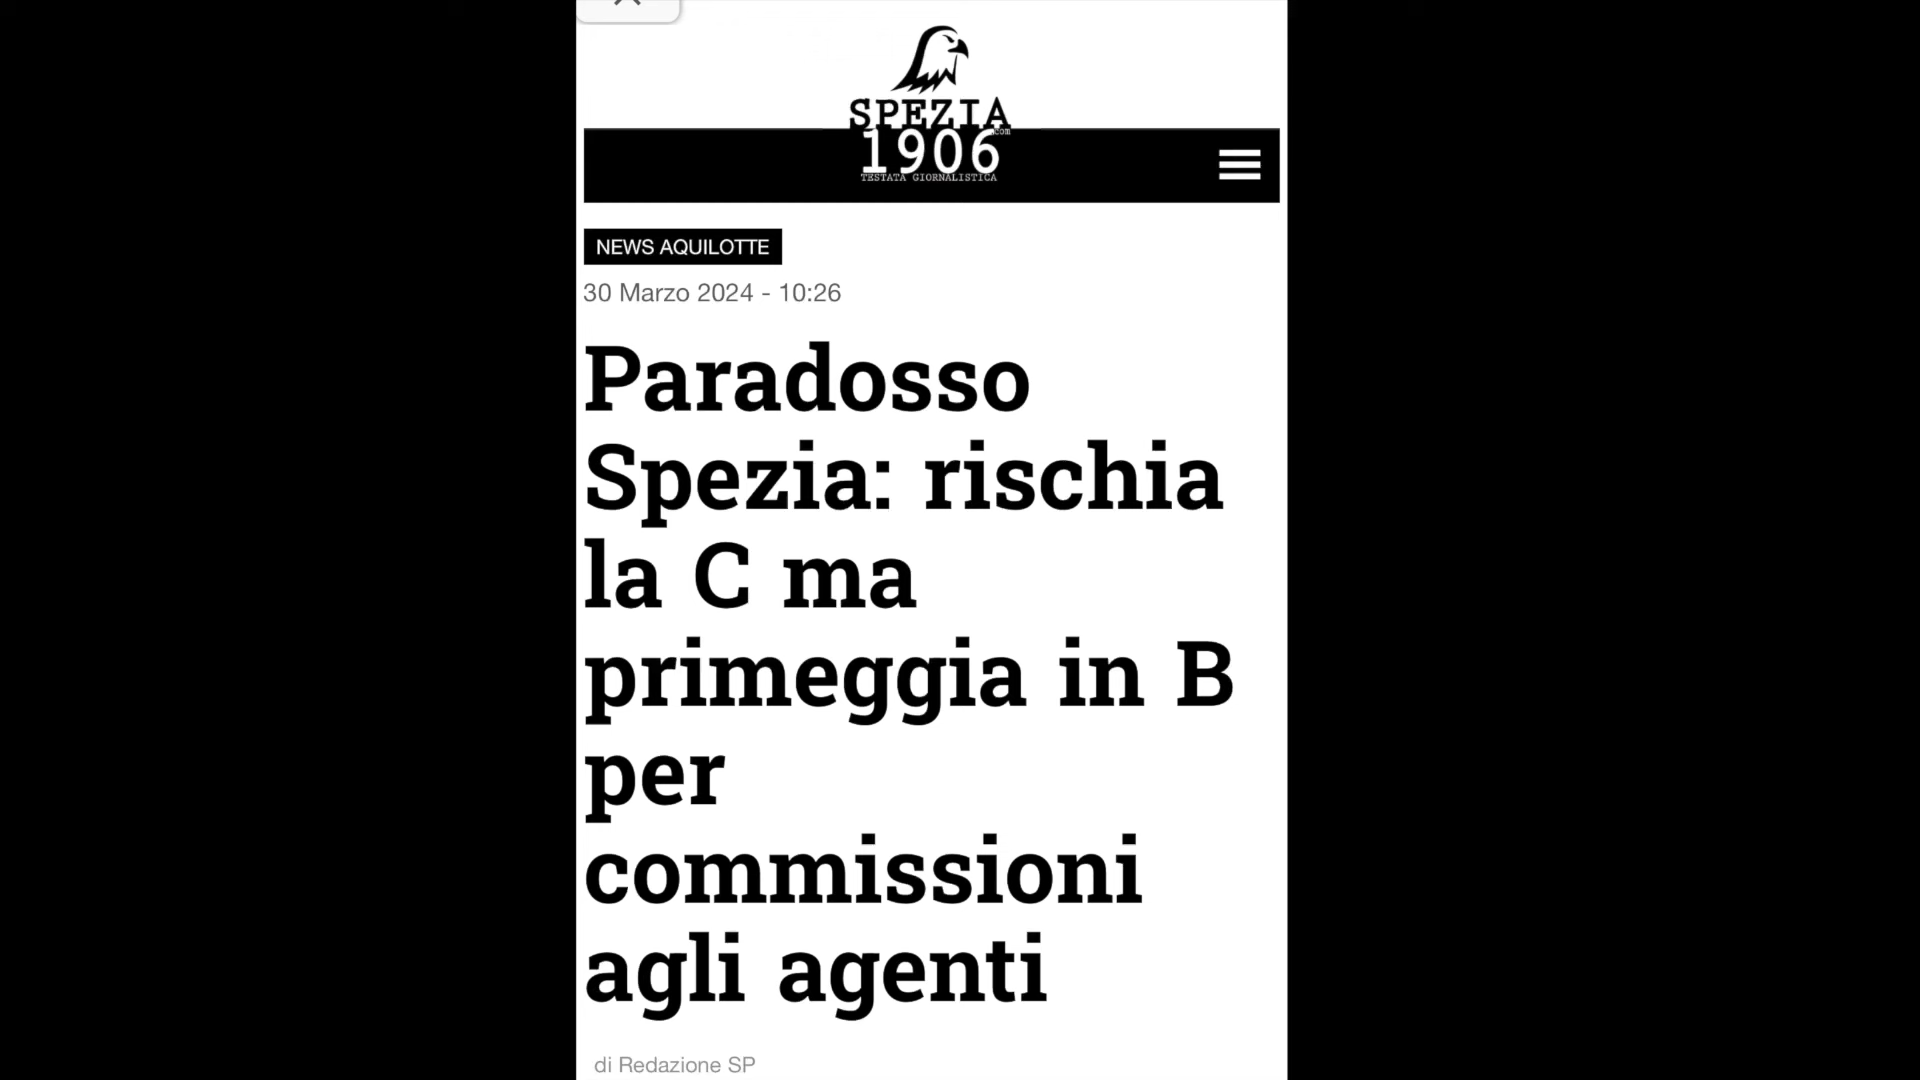 SPEZIA
.com
1906
TESTATA GIORNALISTICA
NEWS AQUILOTTE
30 Marzo 2024 - 10:26
Paradosso
Spezia: rischia
la C ma
primeggia in B
per
commissioni
agli agenti
di Redazione SP